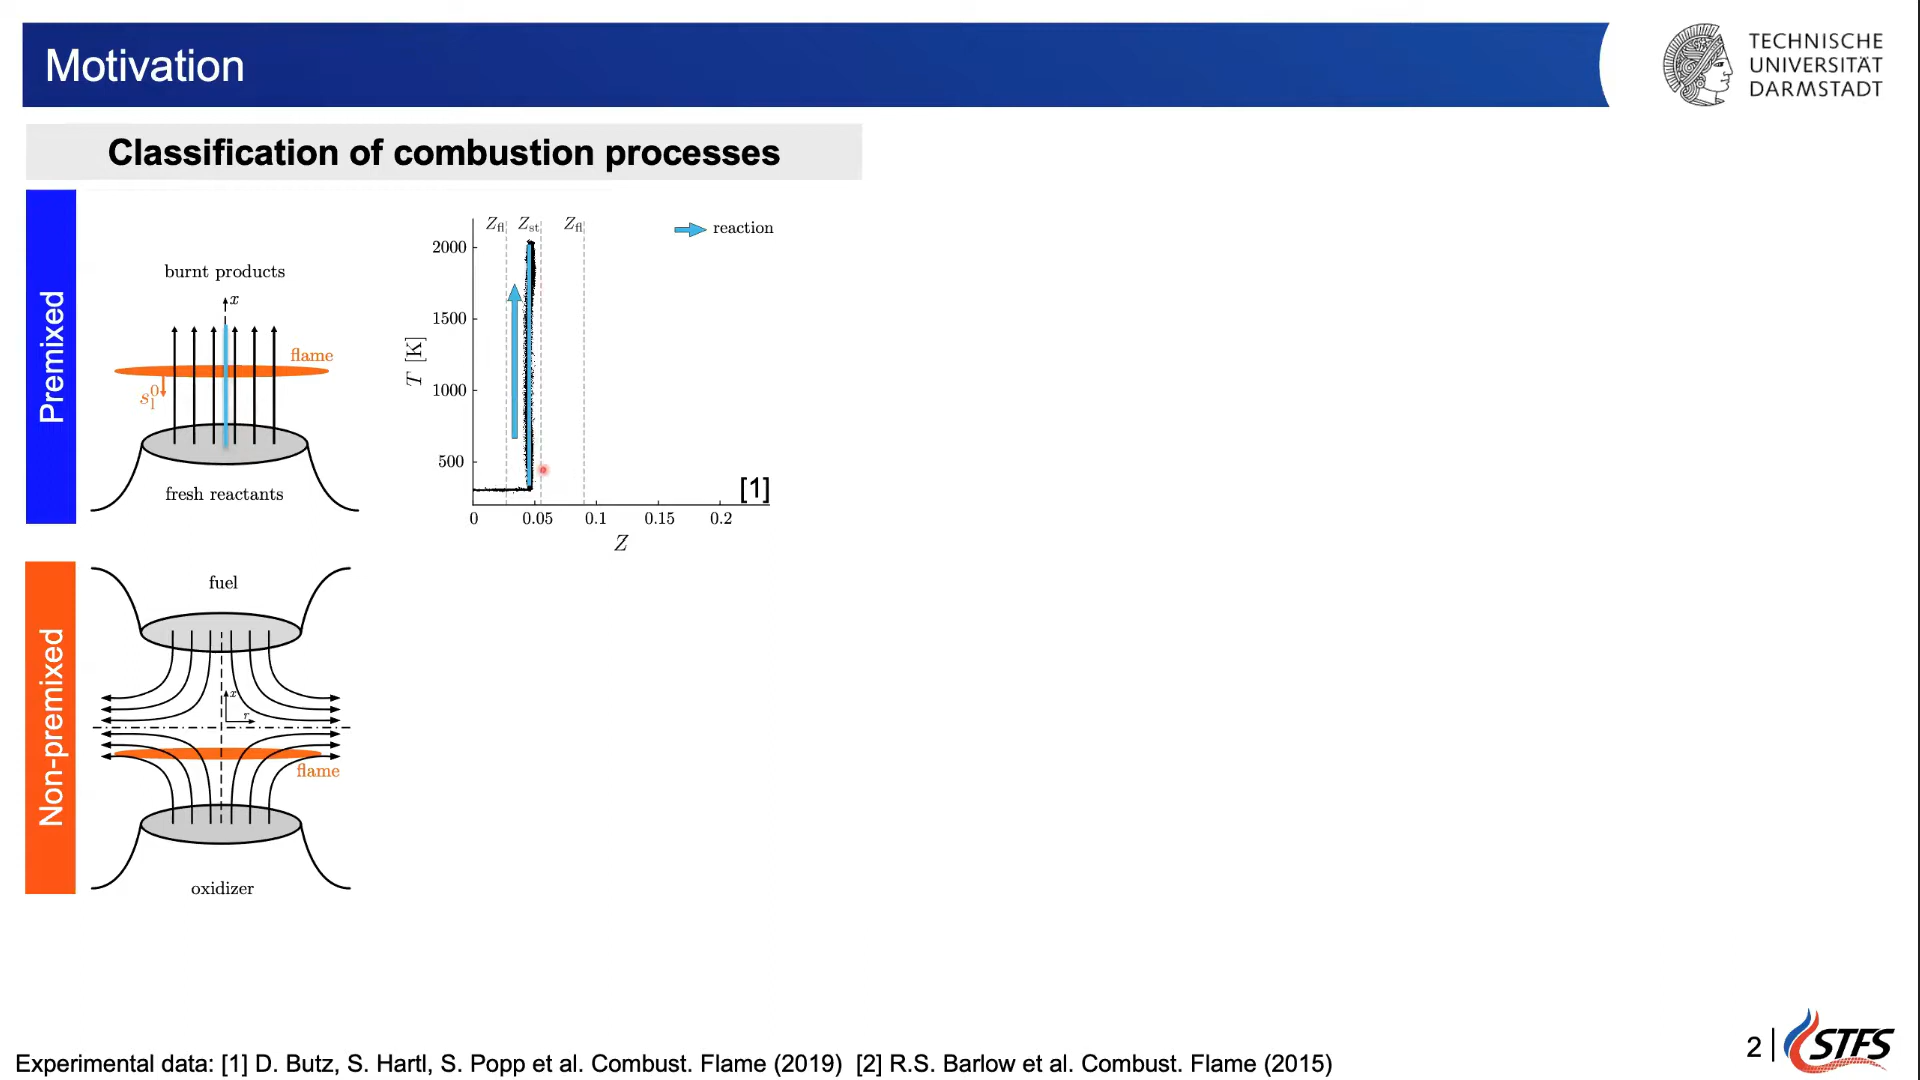 Motivation
TECHNISCHE
UNIVERSITÄT
DARMSTADT
Classification of combustion processes
Premixed
burnt products
x
flame
s_l^0
fresh reactants
Z_fl Z_st Z_fl
reaction
2000
1500
1000
500
T [K]
[1]
0 0.05 0.1 0.15 0.2
Z
Non-premixed
fuel
x
r
flame
oxidizer
Experimental data: [1] D. Butz, S. Hartl, S. Popp et al. Combust. Flame (2019) [2] R.S. Barlow et al. Combust. Flame (2015)
2 |
STFS